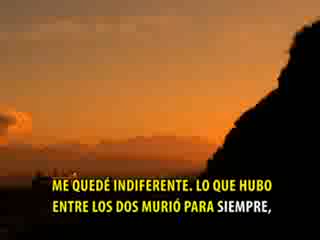 ME QUEDÉ INDIFERENTE. LO QUE HUBO
ENTRE LOS DOS MURIÓ PARA SIEMPRE,